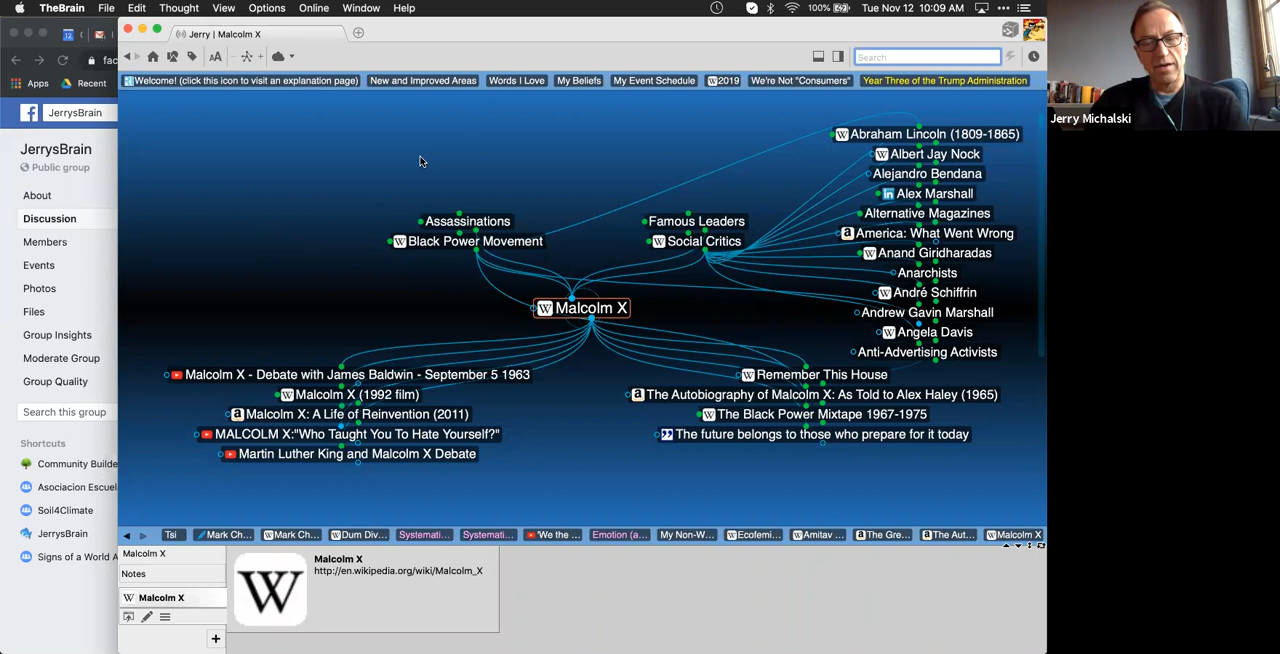 TheBrain File Edit Thought View Options Online Window Help 100% Tue Nov 12 10:09 AM
Jerry | Malcolm X
AA
Search
Apps Recent
Welcome! (click this icon to visit an explanation page) New and Improved Areas Words I Love My Beliefs My Event Schedule 2019 We're Not "Consumers" Year Three of the Trump Administration
JerrysBrain
JerrysBrain
Public group
About
Discussion
Members
Events
Photos
Files
Group Insights
Moderate Group
Group Quality
Search this group
Shortcuts
Community Builde
Asociacion Escuel
Soil4Climate
JerrysBrain
Signs of a World A
Assassinations
Black Power Movement
Famous Leaders
Social Critics
Abraham Lincoln (1809-1865)
Albert Jay Nock
Alejandro Bendana
Alex Marshall
Alternative Magazines
America: What Went Wrong
Anand Giridharadas
Anarchists
André Schiffrin
Andrew Gavin Marshall
Angela Davis
Anti-Advertising Activists
Malcolm X
Malcolm X - Debate with James Baldwin - September 5 1963
Malcolm X (1992 film)
Malcolm X: A Life of Reinvention (2011)
MALCOLM X:"Who Taught You To Hate Yourself?"
Martin Luther King and Malcolm X Debate
Remember This House
The Autobiography of Malcolm X: As Told to Alex Haley (1965)
The Black Power Mixtape 1967-1975
The future belongs to those who prepare for it today
Tsi Mark Ch... Mark Ch... Dum Div... Systemati... Systemati... 'We the ... Emotion (a... My Non-W... Ecofemi... Amitav ... The Gre... The Aut... Malcolm X
Malcolm X
Notes
Malcolm X
Malcolm X
http://en.wikipedia.org/wiki/Malcolm_X
Jerry Michalski